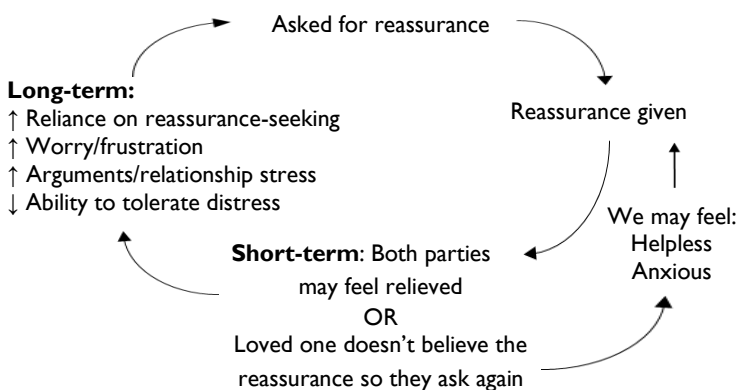 Asked for reassurance
Long-term:
↑ Reliance on reassurance-seeking
↑ Worry/frustration
↑ Arguments/relationship stress
↓ Ability to tolerate distress
Reassurance given
We may feel:
Helpless
Anxious
Short-term: Both parties
may feel relieved
OR
Loved one doesn’t believe the
reassurance so they ask again